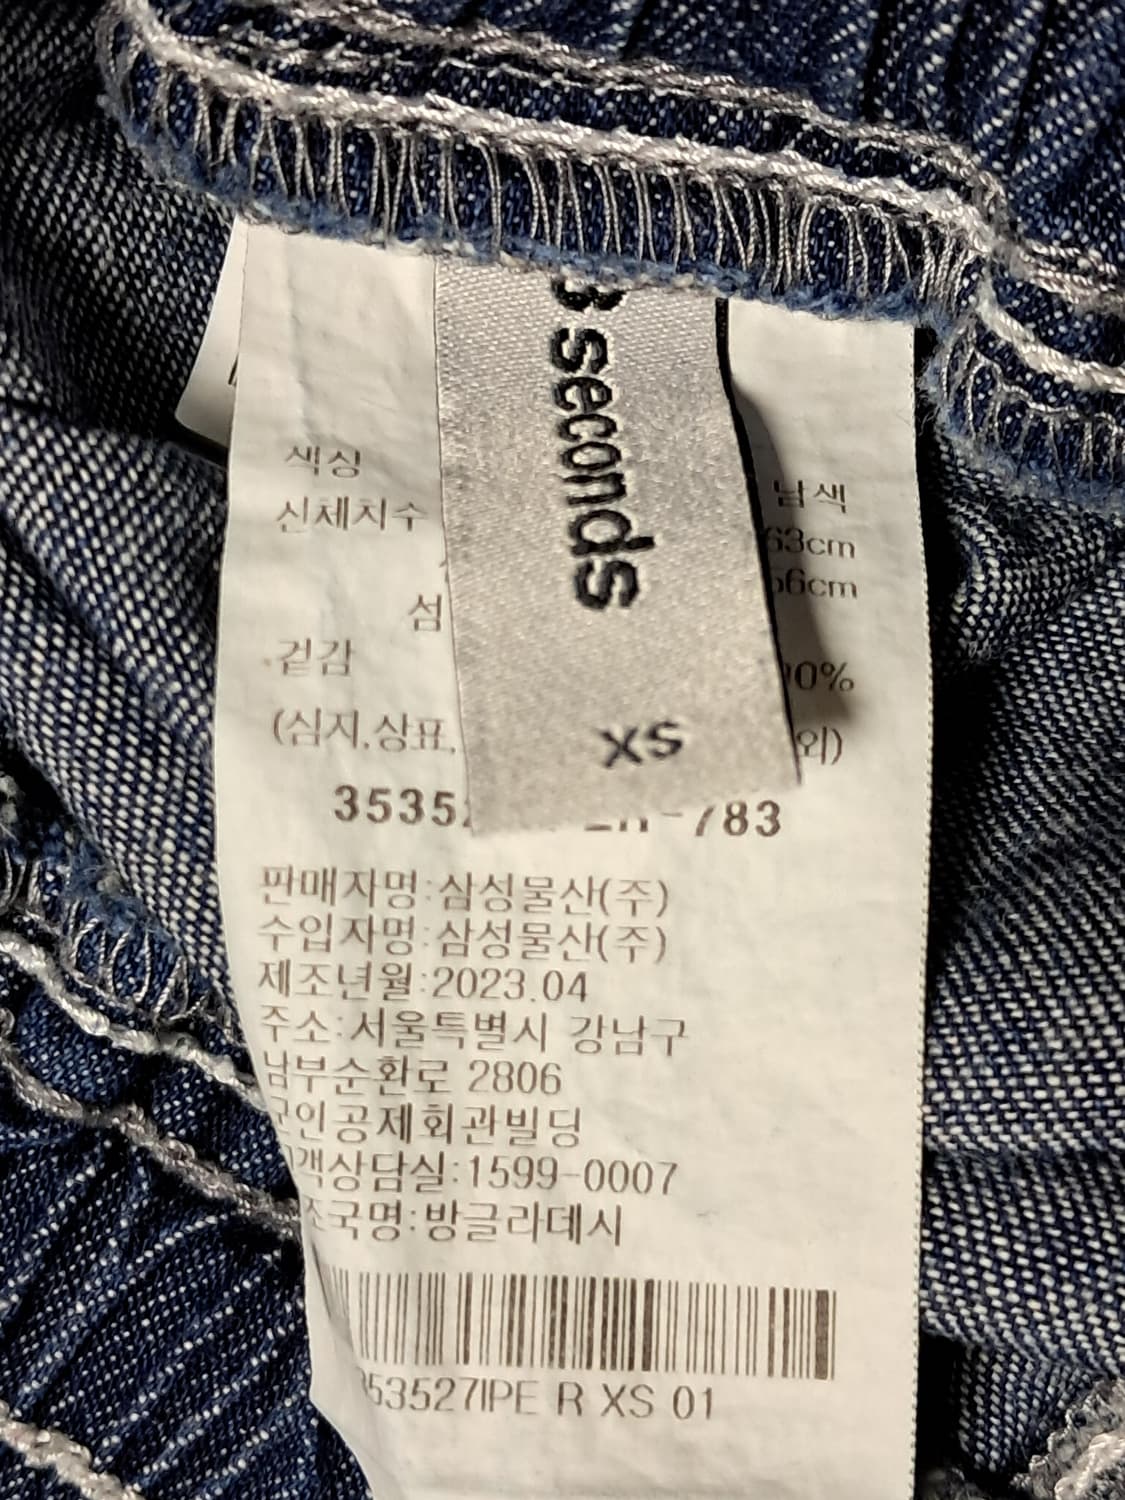 seconds
XS
색상
남색
신체치수
63cm
66cm
섬
겉감
(심지,상표,
외)
3535
783
판매자명:삼성물산(주)
수입자명:삼성물산(주)
제조년월:2023.04
주소:서울특별시 강남구
남부순환로 2806
인공제회관빌딩
객상담실:1599-0007
조국명:방글라데시
353527IPE R XS 01